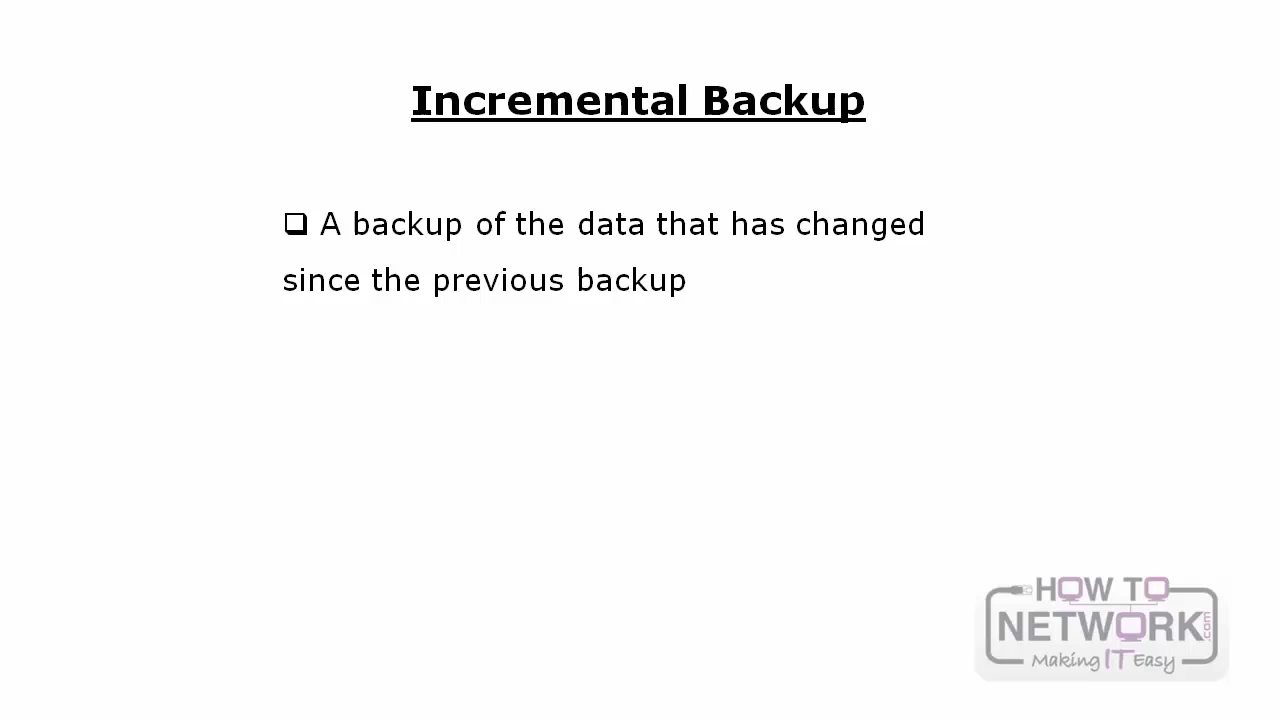 Incremental Backup
❑ A backup of the data that has changed
since the previous backup
HOW TO
NETWORK.com
Making IT Easy